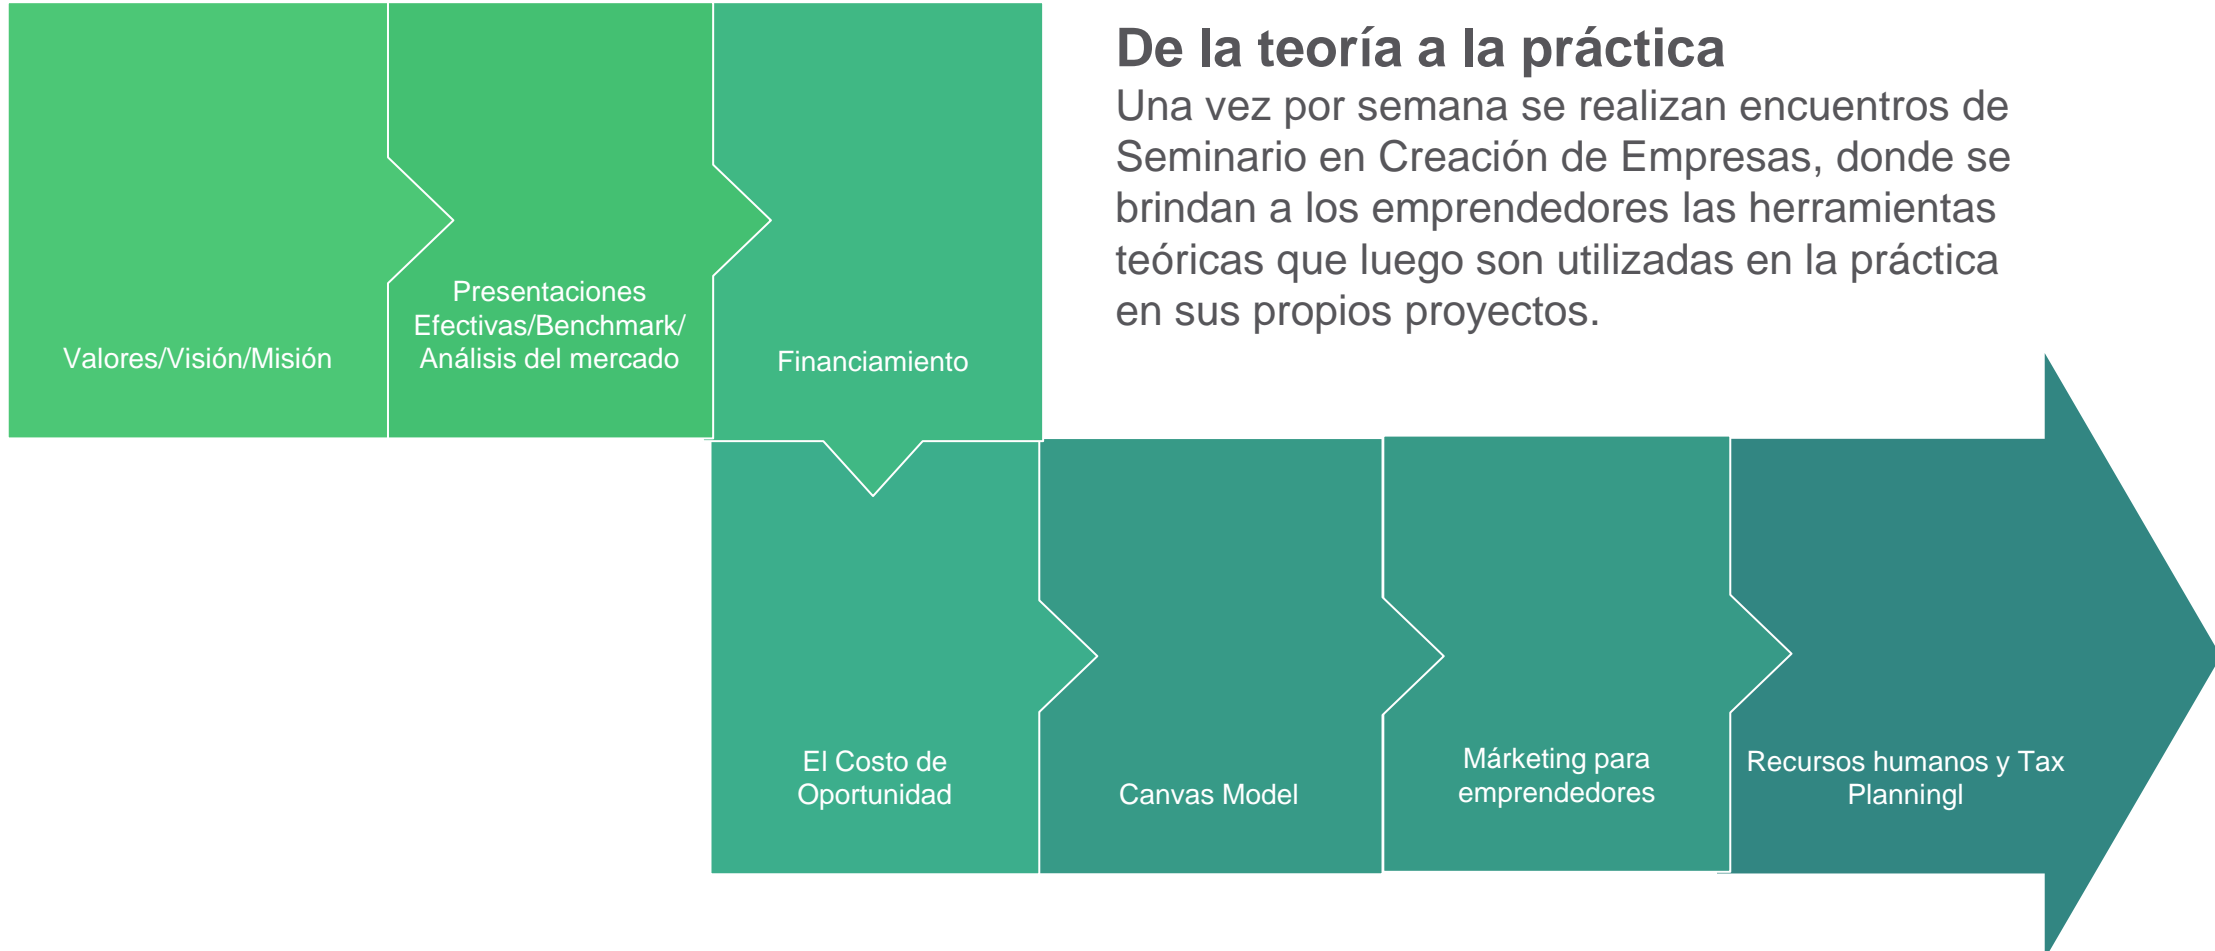 De la teoría a la práctica
Una vez por semana se realizan encuentros de
Seminario en Creación de Empresas, donde se
brindan a los emprendedores las herramientas
teóricas que luego son utilizadas en la práctica
en sus propios proyectos.
Valores/Visión/Misión
Presentaciones
Efectivas/Benchmark/
Análisis del mercado
Financiamiento
El Costo de
Oportunidad
Canvas Model
Márketing para
emprendedores
Recursos humanos y Tax
Planningl